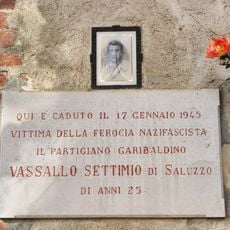 QUI E CADUTO IL 17 GENNAIO 1945
VITTIMA DELLA FEROCIA NAZIFASCISTA
IL PARTIGIANO GARIBALDINO
VASSALLO SETTIMIO DI SALUZZO
DI ANNI 23